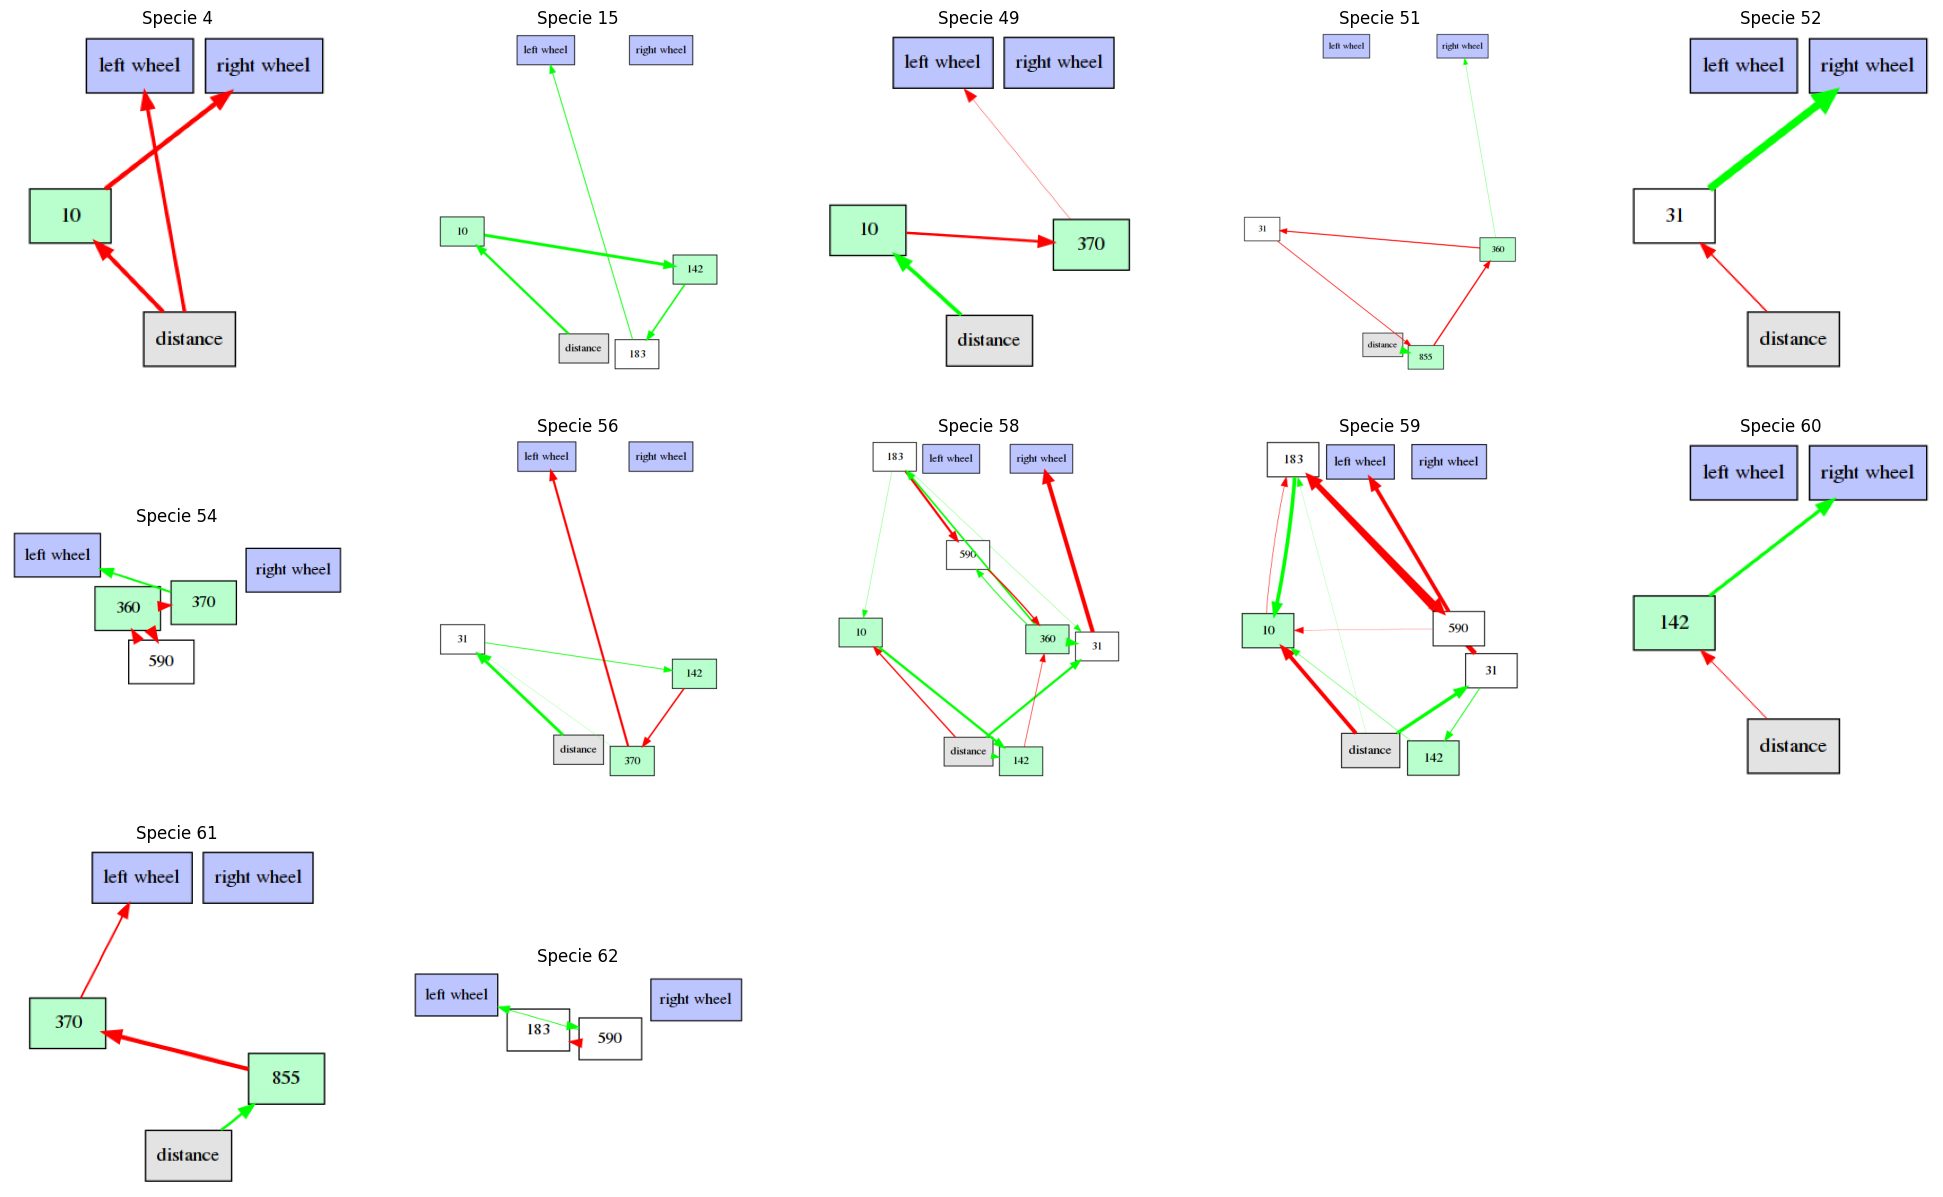 Specie 4
left wheel
right wheel
10
distance
Specie 15
left wheel
right wheel
10
142
distance
183
Specie 49
left wheel
right wheel
10
370
distance
Specie 51
left wheel
right wheel
31
360
distance
855
Specie 52
left wheel
right wheel
31
distance
Specie 54
left wheel
right wheel
360
370
590
Specie 56
left wheel
right wheel
31
142
distance
370
Specie 58
183
left wheel
right wheel
590
10
360
31
distance
142
Specie 59
183
left wheel
right wheel
10
590
31
distance
142
Specie 60
left wheel
right wheel
142
distance
Specie 61
left wheel
right wheel
370
855
distance
Specie 62
left wheel
right wheel
183
590